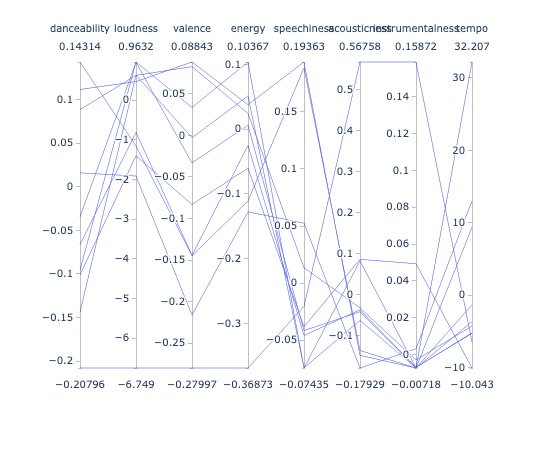 danceability loudness valence energy speechiness acousticness instrumentalness tempo
0.14314 0.9632 0.08843 0.10367 0.19363 0.56758 0.15872 32.207
0.1 0.05 0 −0.05 −0.1 −0.15 −0.2
0 −1 −2 −3 −4 −5 −6
0.05 0 −0.05 −0.1 −0.15 −0.2 −0.25
0.1 0 −0.1 −0.2 −0.3
0.15 0.1 0.05 0 −0.05
0.5 0.4 0.3 0.2 0.1 0 −0.1
0.14 0.12 0.1 0.08 0.06 0.04 0.02 0
30 20 10 0 −10
−0.20796 −6.749 −0.27997 −0.36873 −0.07435 −0.17929 −0.00718 −10.043